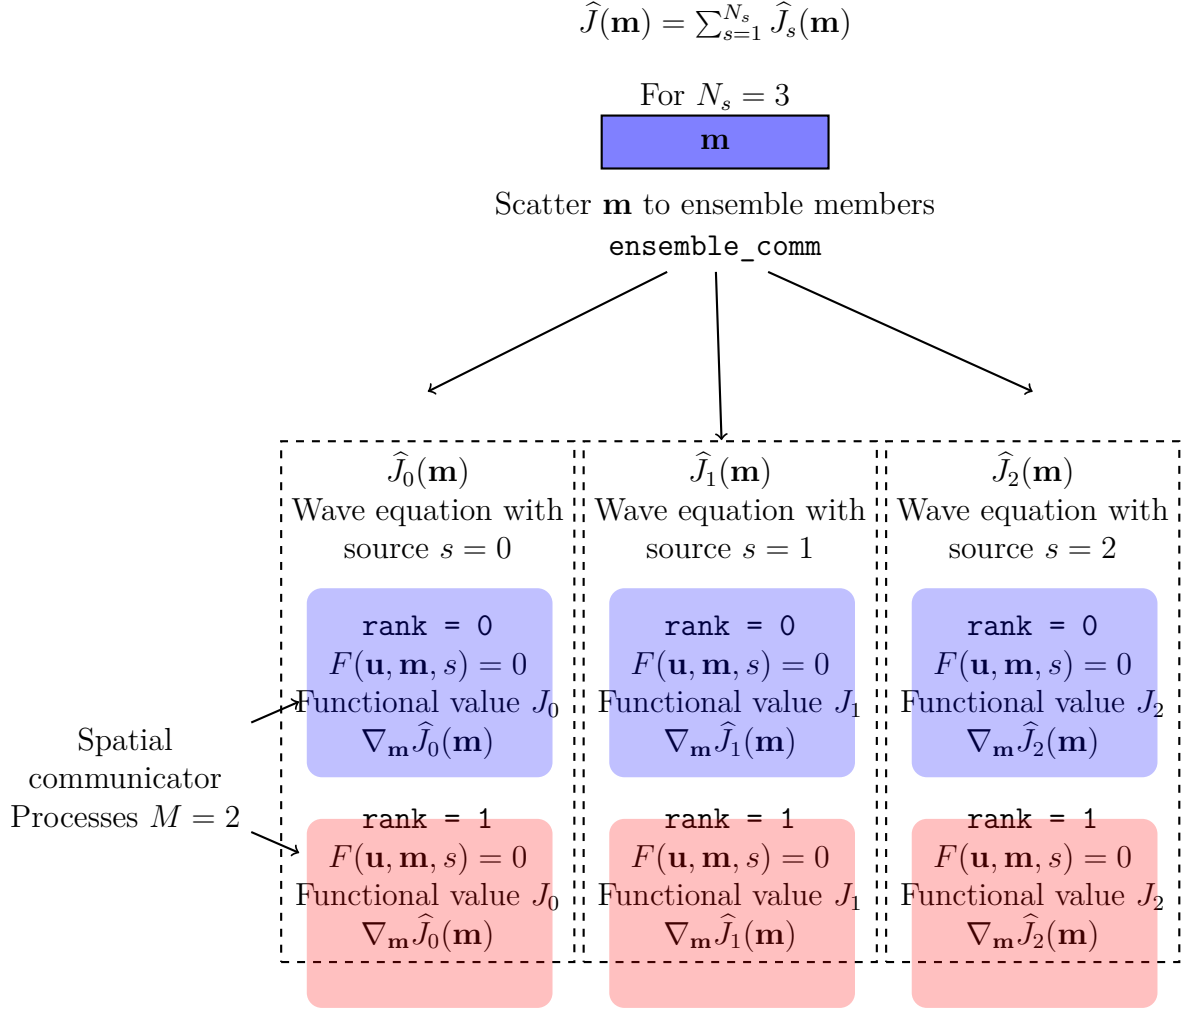 Ĵ(𝐦) = ∑_{s=1}^{N_s} Ĵ_s(𝐦)
For N_s = 3
𝐦
Scatter 𝐦 to ensemble members
ensemble_comm
Ĵ_0(𝐦)
Wave equation with
source s = 0
rank = 0
F(𝐮, 𝐦, s) = 0
Functional value J_0
∇_𝐦 Ĵ_0(𝐦)
rank = 1
F(𝐮, 𝐦, s) = 0
Functional value J_0
∇_𝐦 Ĵ_0(𝐦)
Ĵ_1(𝐦)
Wave equation with
source s = 1
rank = 0
F(𝐮, 𝐦, s) = 0
Functional value J_1
∇_𝐦 Ĵ_1(𝐦)
rank = 1
F(𝐮, 𝐦, s) = 0
Functional value J_1
∇_𝐦 Ĵ_1(𝐦)
Ĵ_2(𝐦)
Wave equation with
source s = 2
rank = 0
F(𝐮, 𝐦, s) = 0
Functional value J_2
∇_𝐦 Ĵ_2(𝐦)
rank = 1
F(𝐮, 𝐦, s) = 0
Functional value J_2
∇_𝐦 Ĵ_2(𝐦)
Spatial
communicator
Processes M = 2